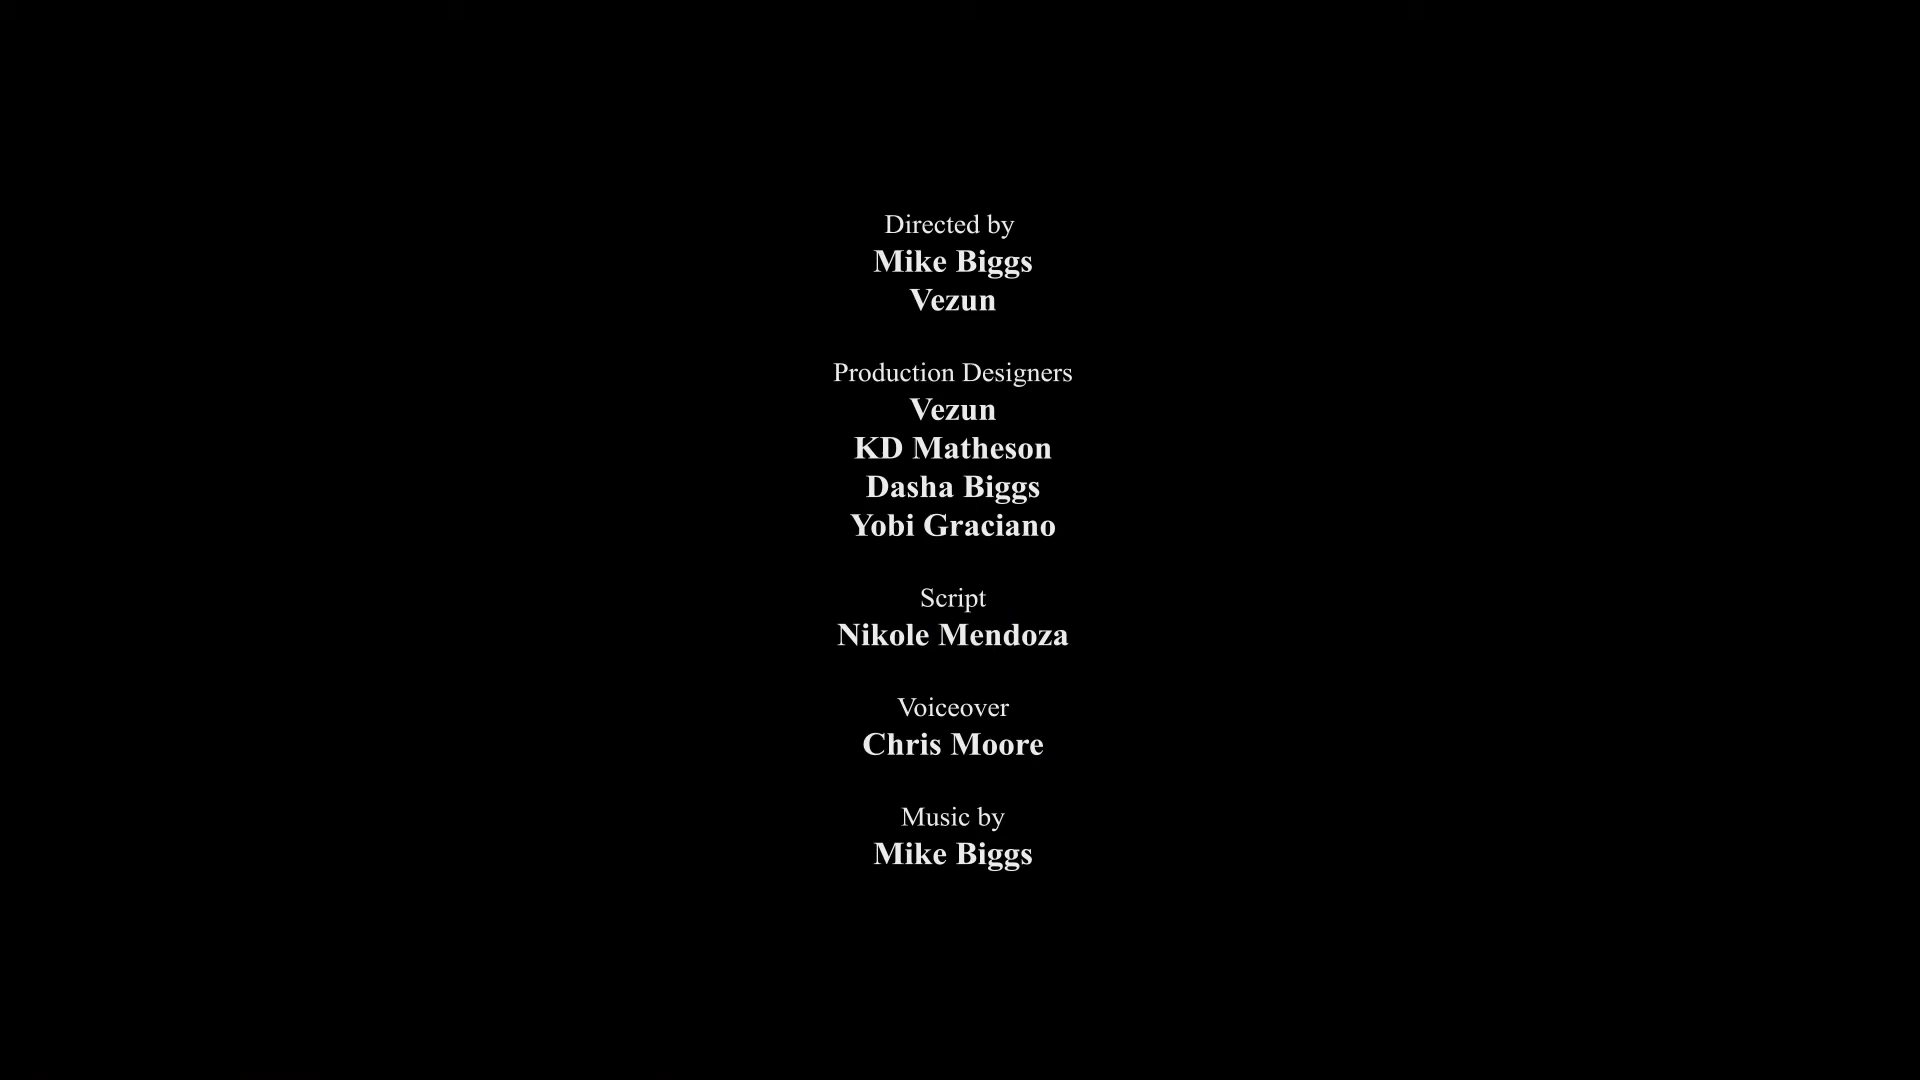 Directed by
Mike Biggs
Vezun
Production Designers
Vezun
KD Matheson
Dasha Biggs
Yobi Graciano
Script
Nikole Mendoza
Voiceover
Chris Moore
Music by
Mike Biggs